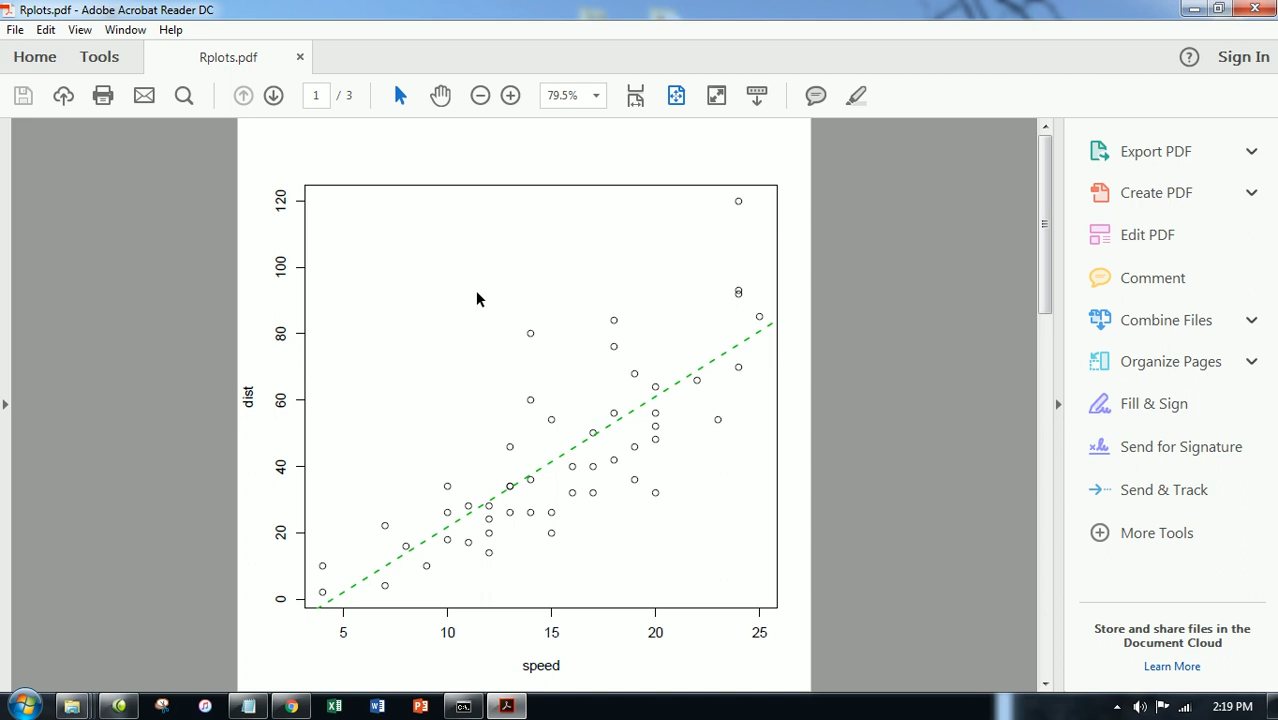 Rplots.pdf - Adobe Acrobat Reader DC
File Edit View Window Help
Home Tools Rplots.pdf × ? Sign In
1 / 3 79.5%
120
100
80
60
40
20
0
dist
5 10 15 20 25
speed
Export PDF
Create PDF
Edit PDF
Comment
Combine Files
Organize Pages
Fill & Sign
Send for Signature
Send & Track
More Tools
Store and share files in the
Document Cloud
Learn More
2:19 PM